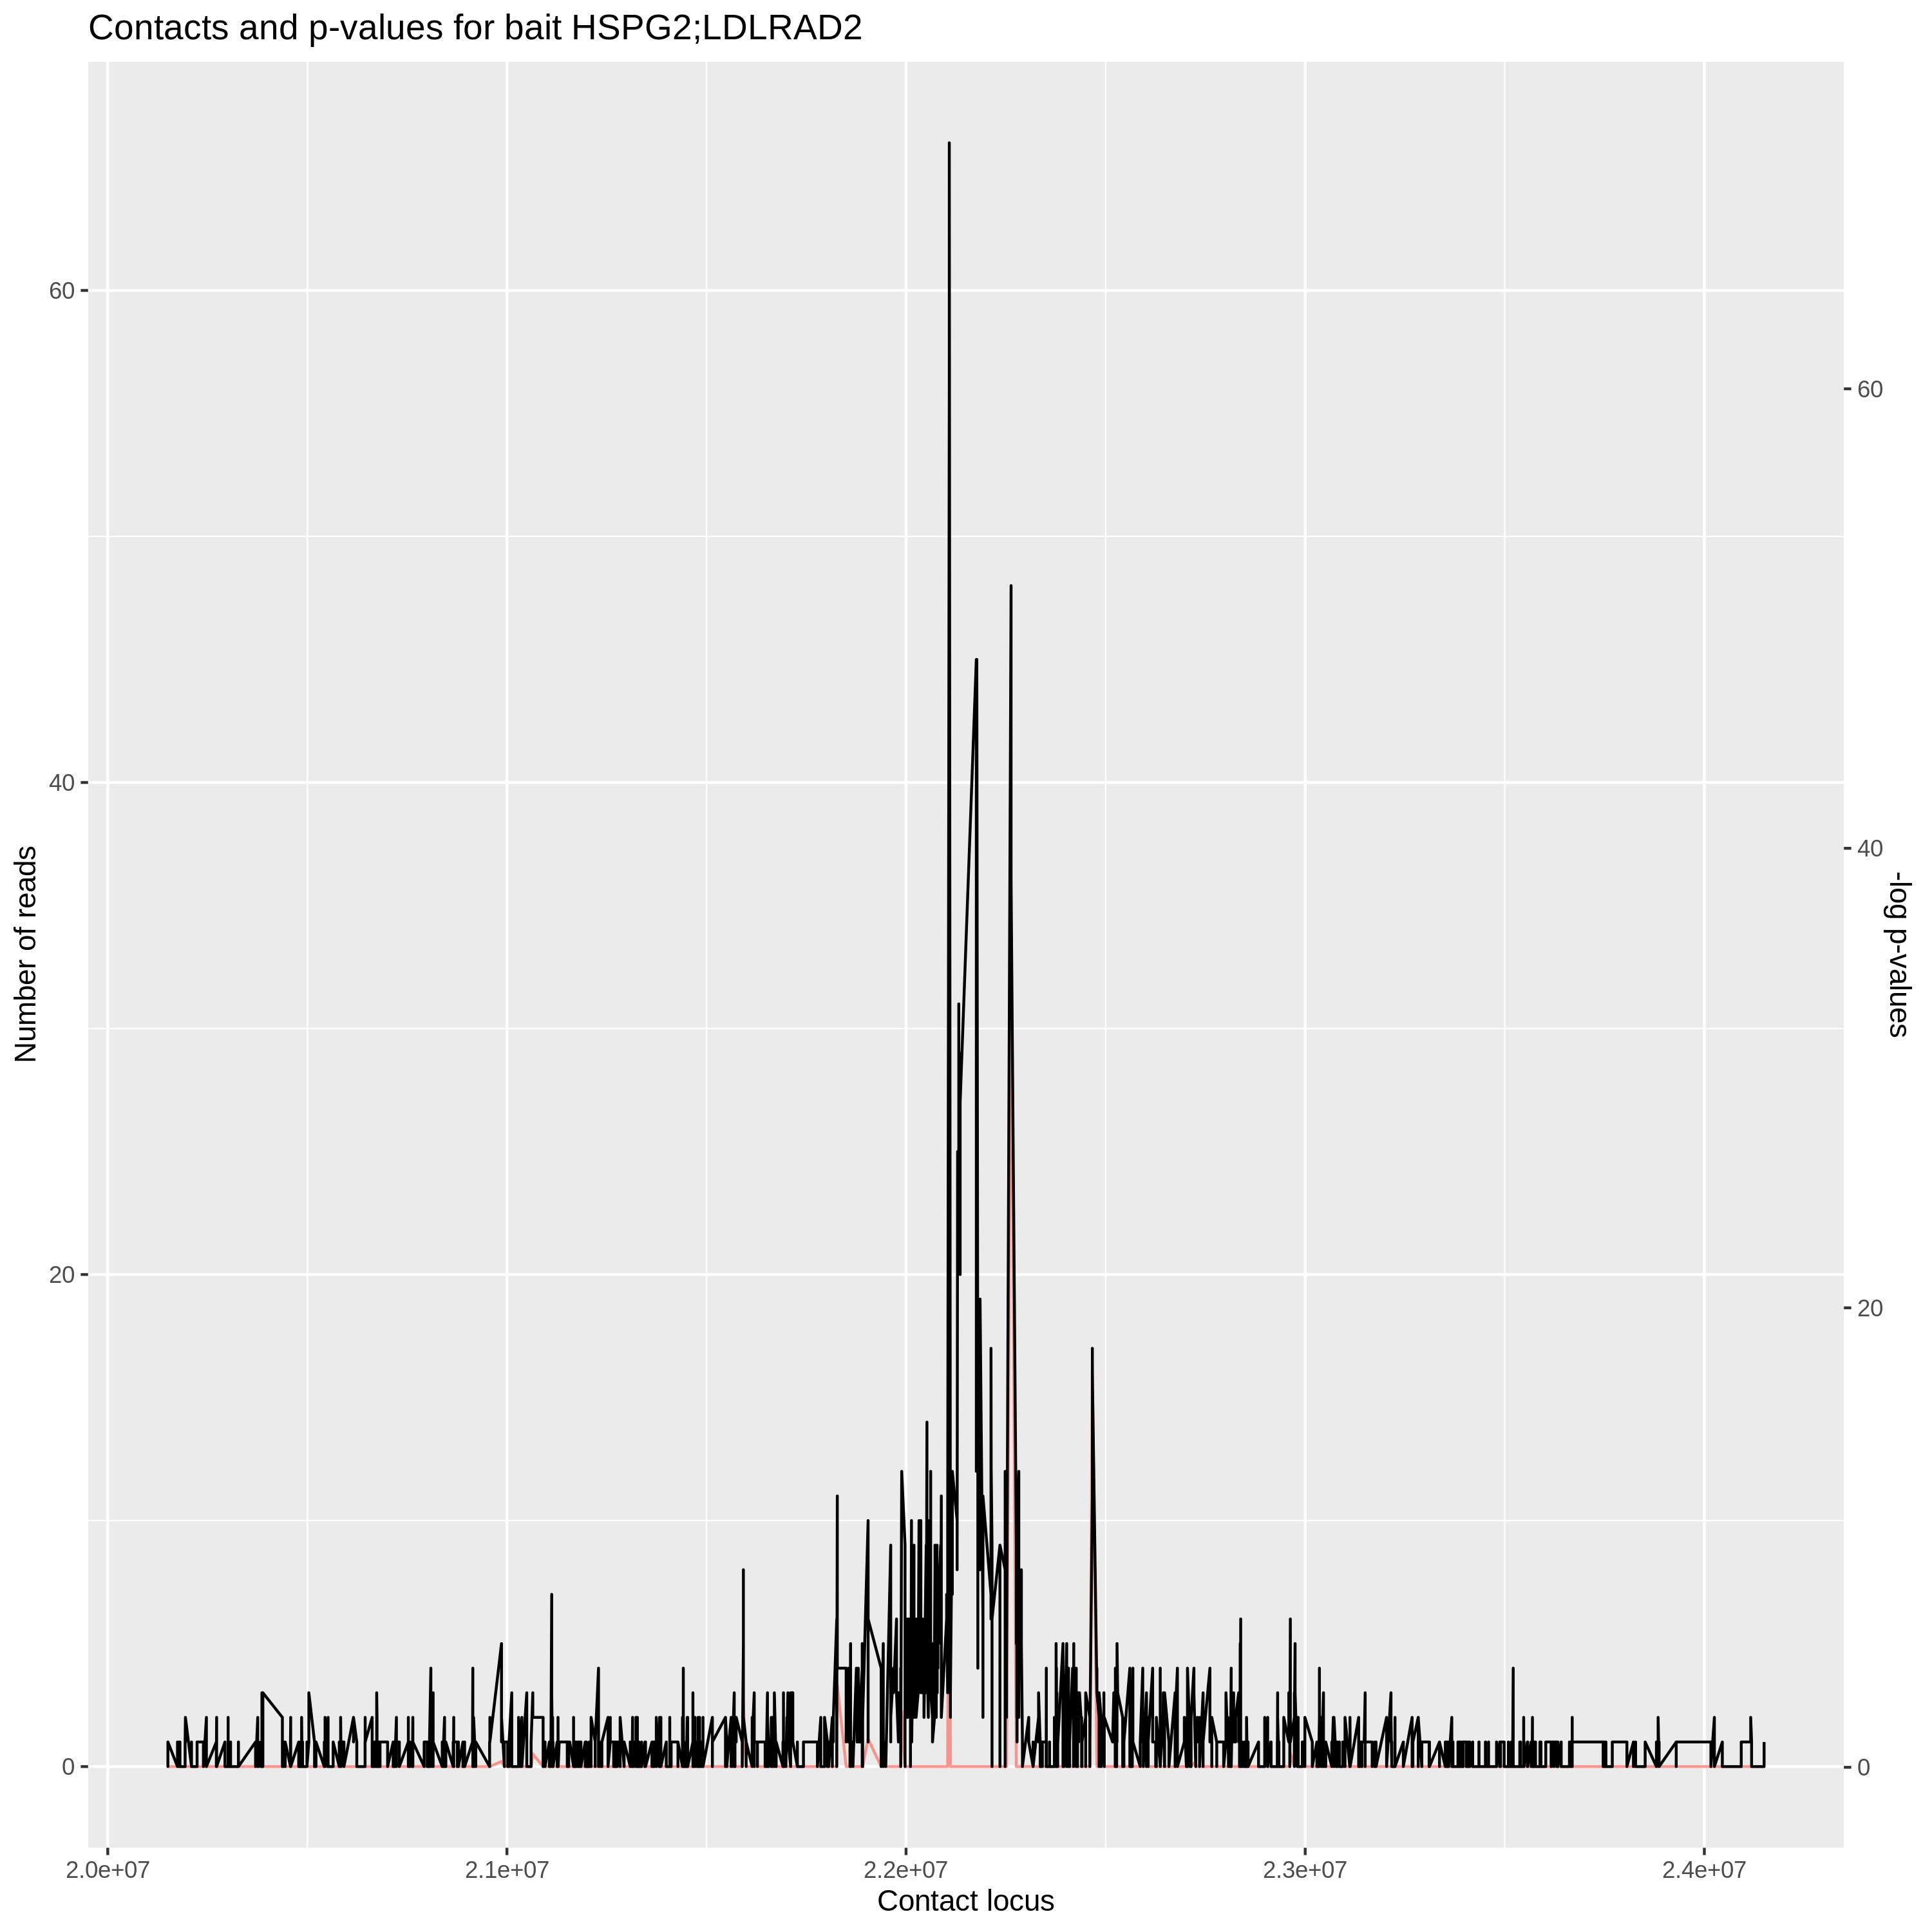 Contacts and p-values for bait HSPG2;LDLRAD2
60
40
20
0
Number of reads
60
40
20
0
-log p-values
2.0e+07 2.1e+07 2.2e+07 2.3e+07 2.4e+07
Contact locus